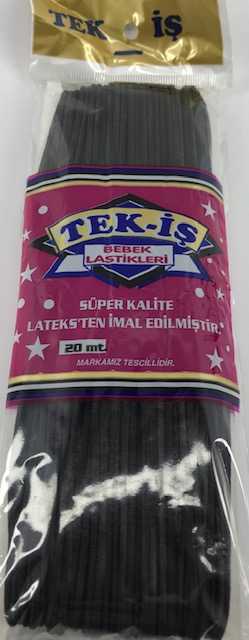 TEK İŞ
TEK-İŞ
BEBEK
LASTİKLERİ
SÜPER KALİTE
LATEKS'TEN İMAL EDİLMİŞTİR
20 mt.
MARKAMIZ TESCİLLİDİR.